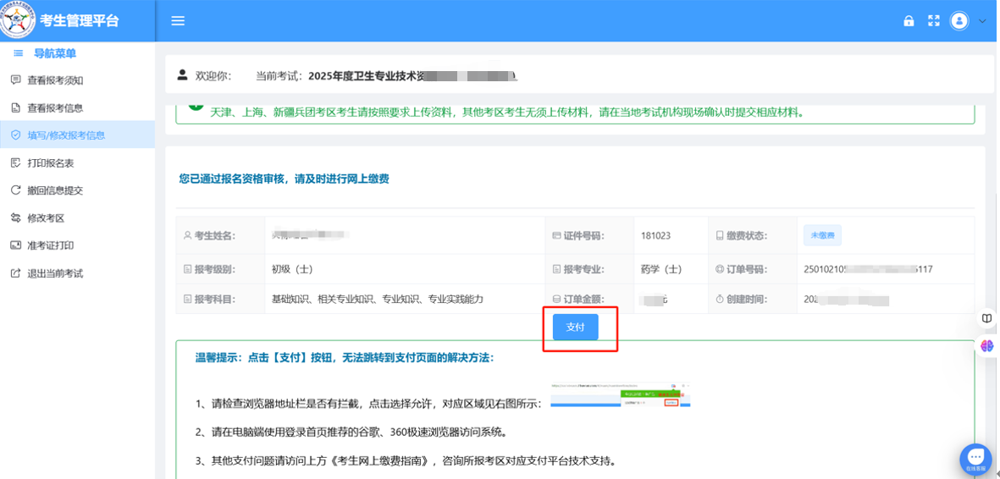 考生管理平台
导航菜单
查看报考须知
查看报考信息
填写/修改报考信息
打印报名表
撤回信息提交
修改考区
准考证打印
退出当前考试
欢迎你： 当前考试：2025年度卫生专业技术资
天津、上海、新疆兵团考区考生请按照要求上传资料，其他考区考生无须上传材料，请在当地考试机构现场确认时提交相应材料。
您已通过报名资格审核，请及时进行网上缴费
考生姓名： 证件号码： 181023 缴费状态： 未缴费
报考级别： 初级（士） 报考专业： 药学（士） 订单号码： 250102105 117
报考科目： 基础知识、相关专业知识、专业知识、专业实践能力 订单金额： 元 创建时间： 202
支付
温馨提示：点击【支付】按钮，无法跳转到支付页面的解决方法：
1、请检查浏览器地址栏是否有拦截，点击选择允许，对应区域见右图所示：
2、请在电脑端使用登录首页推荐的谷歌、360极速浏览器访问系统。
3、其他支付问题请访问上方《考生网上缴费指南》，咨询所报考区对应支付平台技术支持。
在线客服